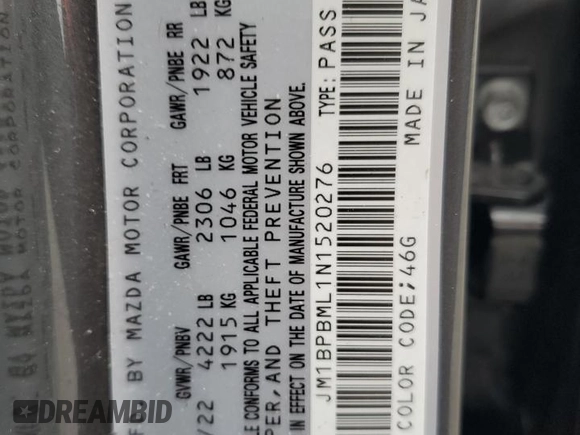 BY MAZDA MOTOR CORPORATION
GVWR/PNBV GAWR/PNBE FRT GAWR/PNBE RR
/22 4222 LB 2306 LB 1922 LB
1915 KG 1046 KG 872 KG
LE CONFORMS TO ALL APPLICABLE FEDERAL MOTOR VEHICLE SAFETY
PER, AND THEFT PREVENTION
IN EFFECT ON THE DATE OF MANUFACTURE SHOWN ABOVE.
JM1BPBML1N1520276 TYPE: PASS
COLOR CODE; 46G MADE IN JA
DREAMBID